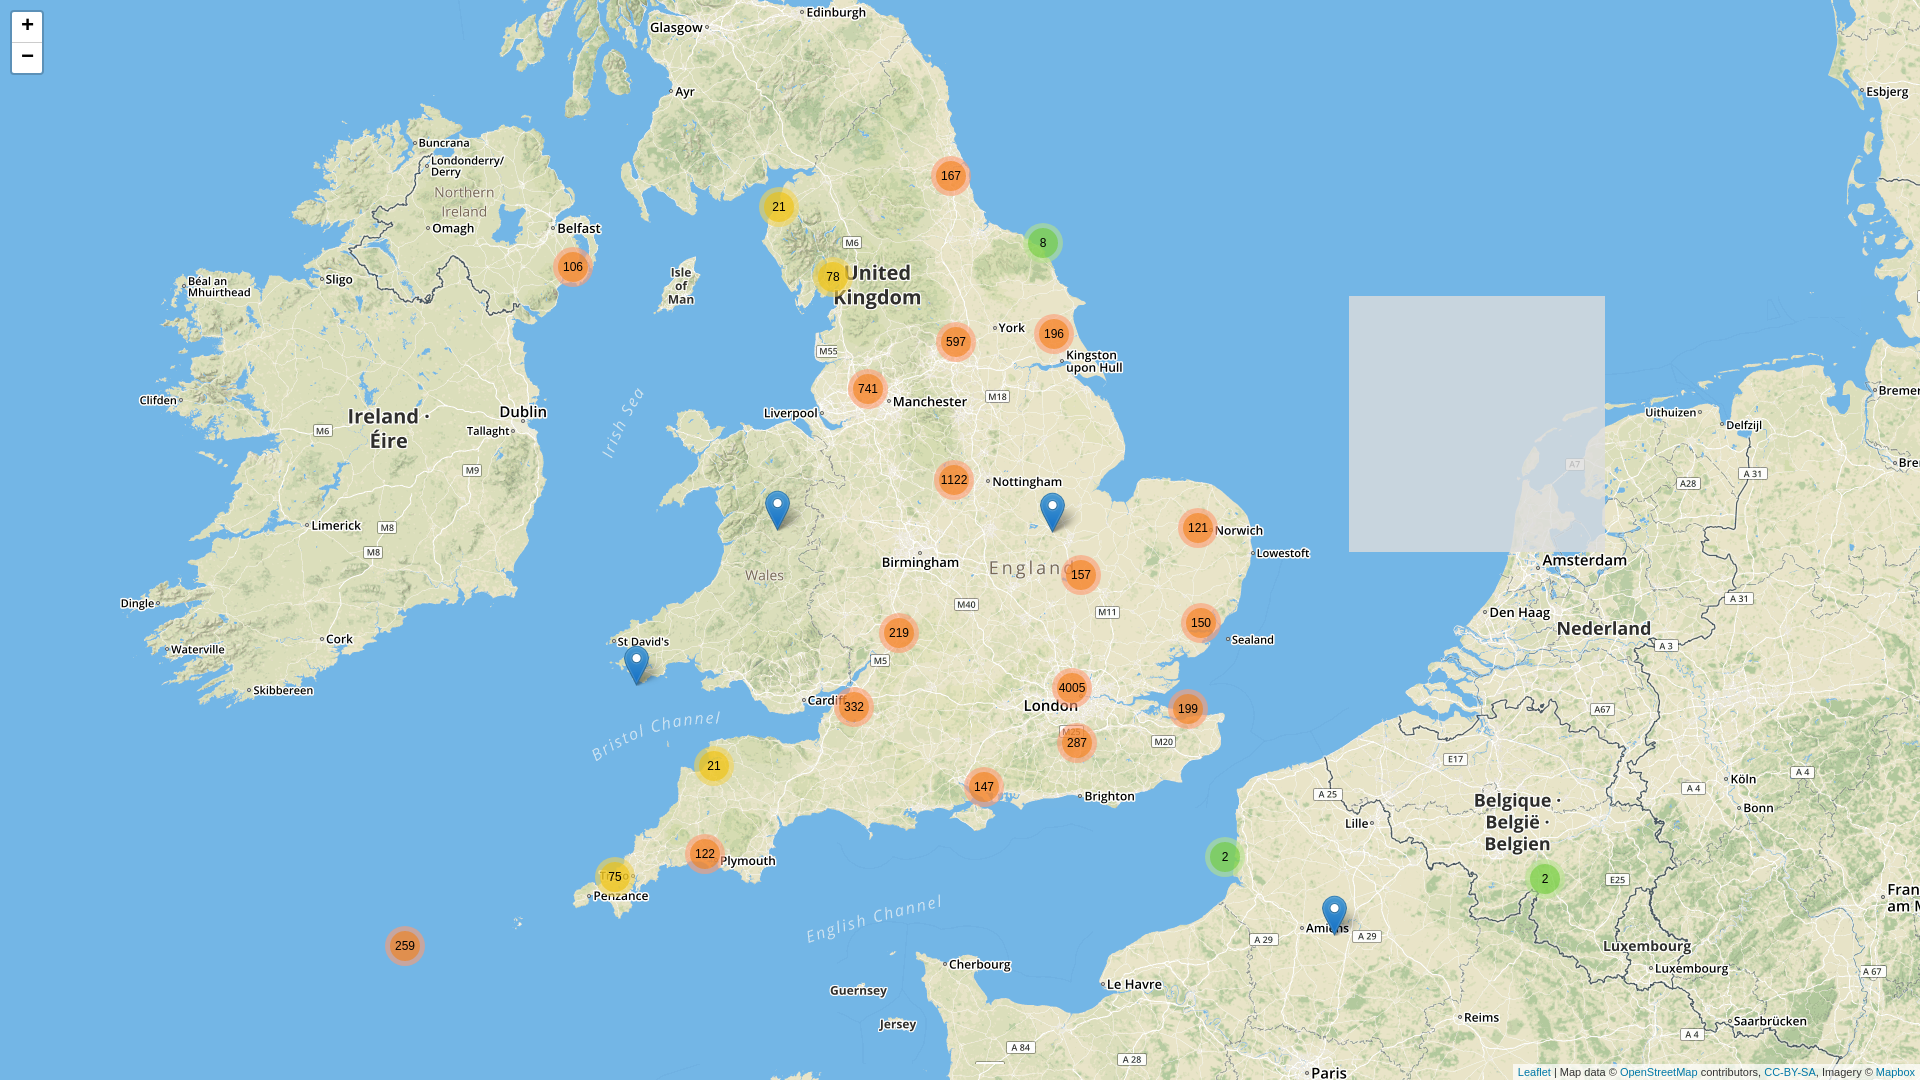 +
−
Edinburgh
Glasgow
Esbjerg
Ayr
Buncrana
Londonderry/
Derry
167
Northern
Ireland
21
Omagh
Belfast
8
M6
106
United
Kingdom
78
Isle
of
Man
Sligo
Béal an
Mhuirthead
York
196
597
M55
Kingston
upon Hull
741
Manchester
M18
Bremer
Clifden
Ireland ·
Éire
Dublin
Liverpool
Uithuizen
Delfzijl
M6
Tallaght
Irish Sea
M9
A7
A 31
Bre
1122
Nottingham
A28
Limerick
M8
121
Norwich
M8
Lowestoft
Birmingham
England
157
Amsterdam
Wales
Dingle
M40
M11
A 31
Den Haag
Cork
St David's
219
150
Sealand
Nederland
Waterville
M5
A 3
Skibbereen
4005
Cardiff
332
London
199
A67
Bristol Channel
M25
287
M20
E17
21
147
Brighton
A 25
A 4
Köln
A 4
Bonn
Belgique ·
België ·
Belgien
Lille
122
Plymouth
2
75
Penzance
2
E25
Fran
am M
English Channel
Amiens
A 29
A 29
259
Luxembourg
Luxembourg
A 67
Cherbourg
Le Havre
Guernsey
Jersey
Reims
Saarbrücken
A 4
A 84
A 28
Paris
Leaflet | Map data © OpenStreetMap contributors, CC-BY-SA, Imagery © Mapbox